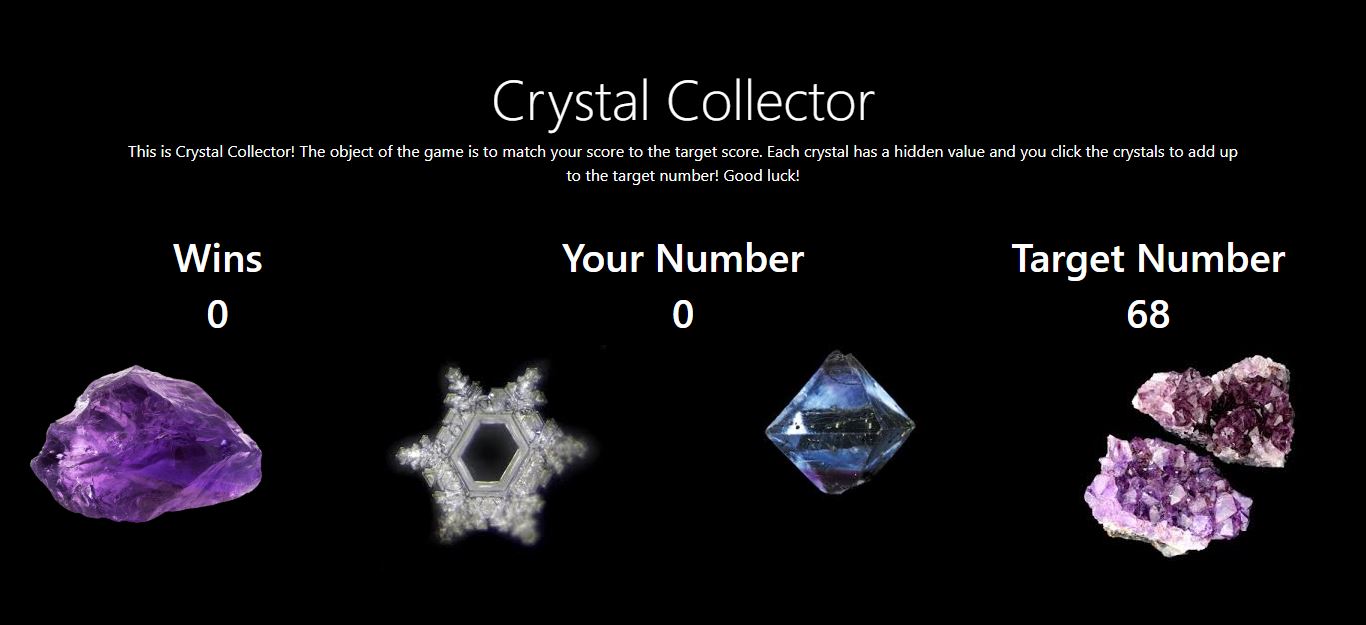 Crystal Collector
This is Crystal Collector! The object of the game is to match your score to the target score. Each crystal has a hidden value and you click the crystals to add up
to the target number! Good luck!
Wins
Your Number
Target Number
0
0
68